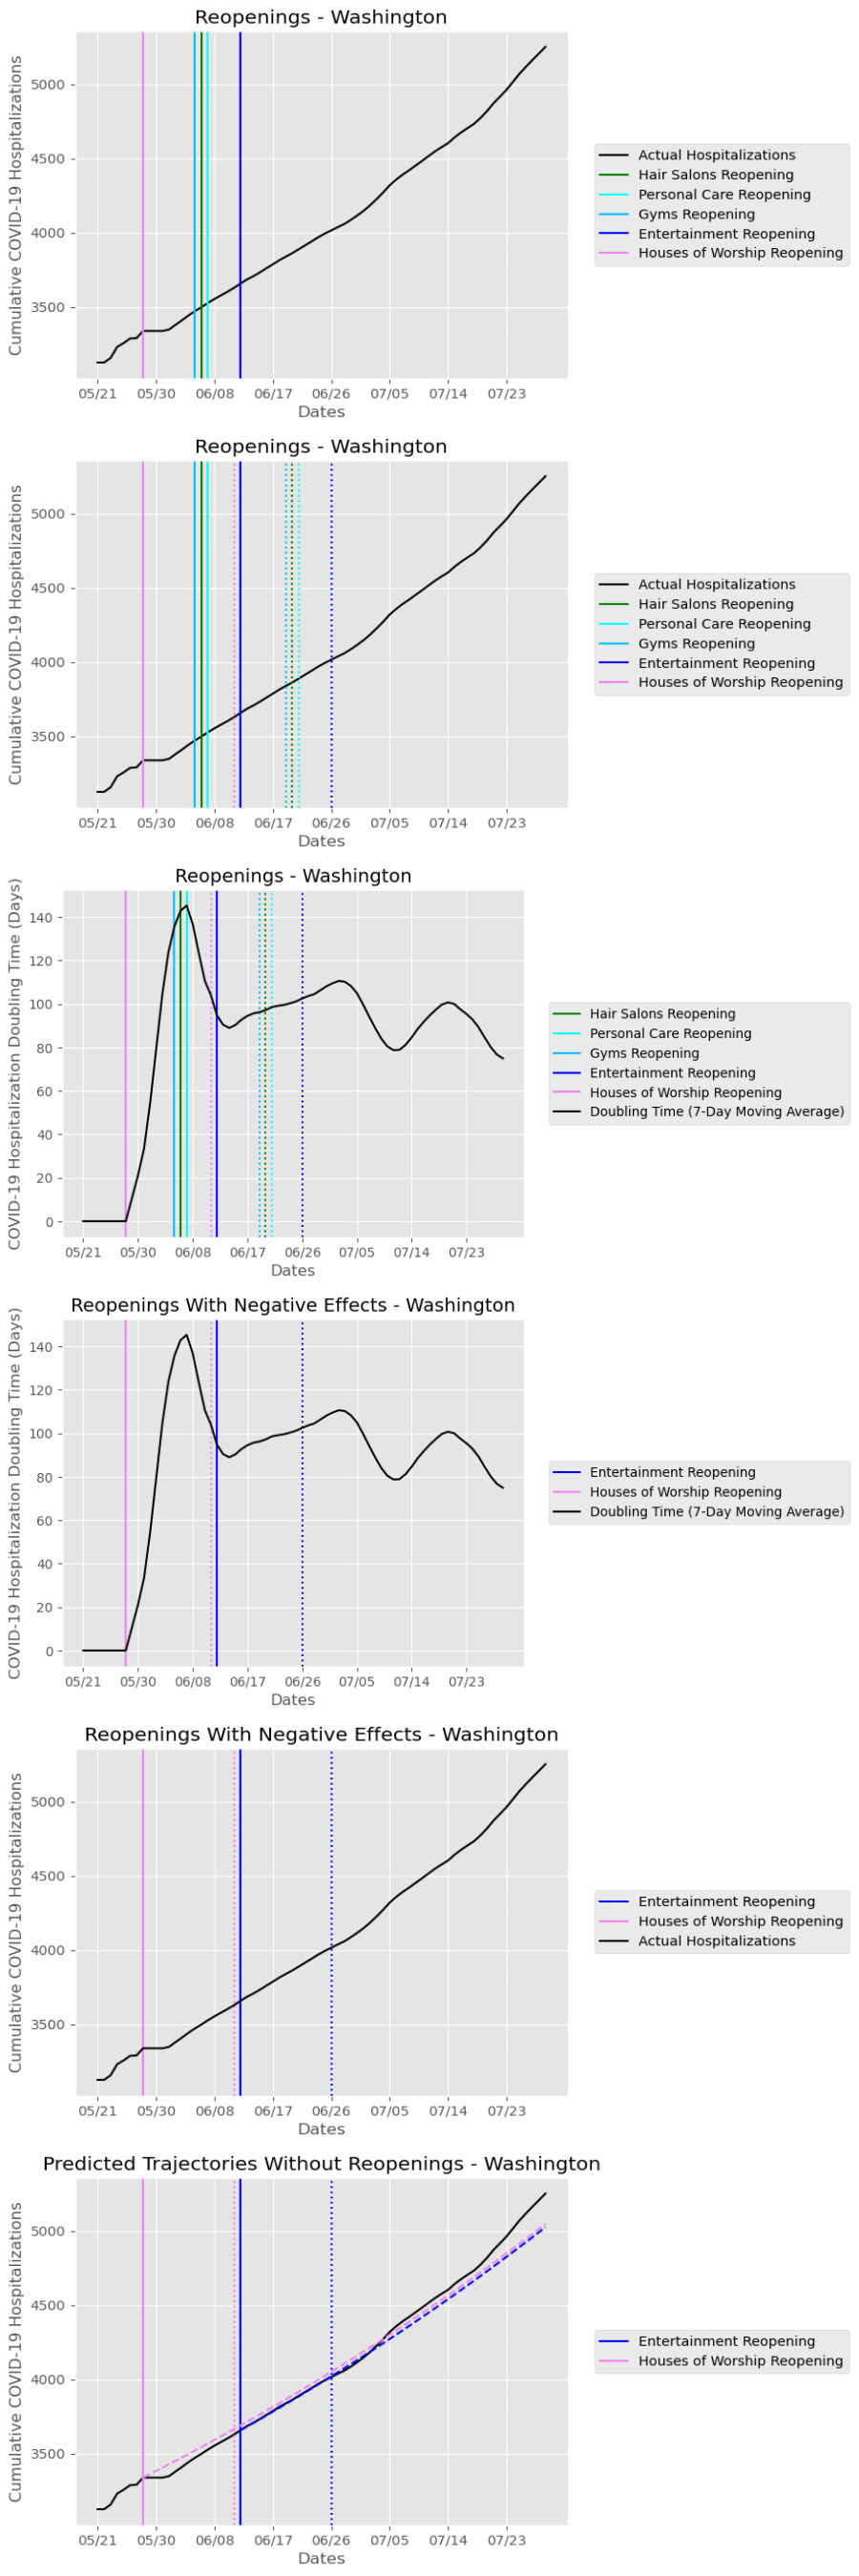 Reopenings - Washington
Cumulative COVID-19 Hospitalizations
5000
4500
4000
3500
05/21 05/30 06/08 06/17 06/26 07/05 07/14 07/23
Dates
Actual Hospitalizations
Hair Salons Reopening
Personal Care Reopening
Gyms Reopening
Entertainment Reopening
Houses of Worship Reopening
Reopenings - Washington
Cumulative COVID-19 Hospitalizations
5000
4500
4000
3500
05/21 05/30 06/08 06/17 06/26 07/05 07/14 07/23
Dates
Actual Hospitalizations
Hair Salons Reopening
Personal Care Reopening
Gyms Reopening
Entertainment Reopening
Houses of Worship Reopening
Reopenings - Washington
COVID-19 Hospitalization Doubling Time (Days)
140
120
100
80
60
40
20
0
05/21 05/30 06/08 06/17 06/26 07/05 07/14 07/23
Dates
Hair Salons Reopening
Personal Care Reopening
Gyms Reopening
Entertainment Reopening
Houses of Worship Reopening
Doubling Time (7-Day Moving Average)
Reopenings With Negative Effects - Washington
COVID-19 Hospitalization Doubling Time (Days)
140
120
100
80
60
40
20
0
05/21 05/30 06/08 06/17 06/26 07/05 07/14 07/23
Dates
Entertainment Reopening
Houses of Worship Reopening
Doubling Time (7-Day Moving Average)
Reopenings With Negative Effects - Washington
Cumulative COVID-19 Hospitalizations
5000
4500
4000
3500
05/21 05/30 06/08 06/17 06/26 07/05 07/14 07/23
Dates
Entertainment Reopening
Houses of Worship Reopening
Actual Hospitalizations
Predicted Trajectories Without Reopenings - Washington
Cumulative COVID-19 Hospitalizations
5000
4500
4000
3500
05/21 05/30 06/08 06/17 06/26 07/05 07/14 07/23
Dates
Entertainment Reopening
Houses of Worship Reopening